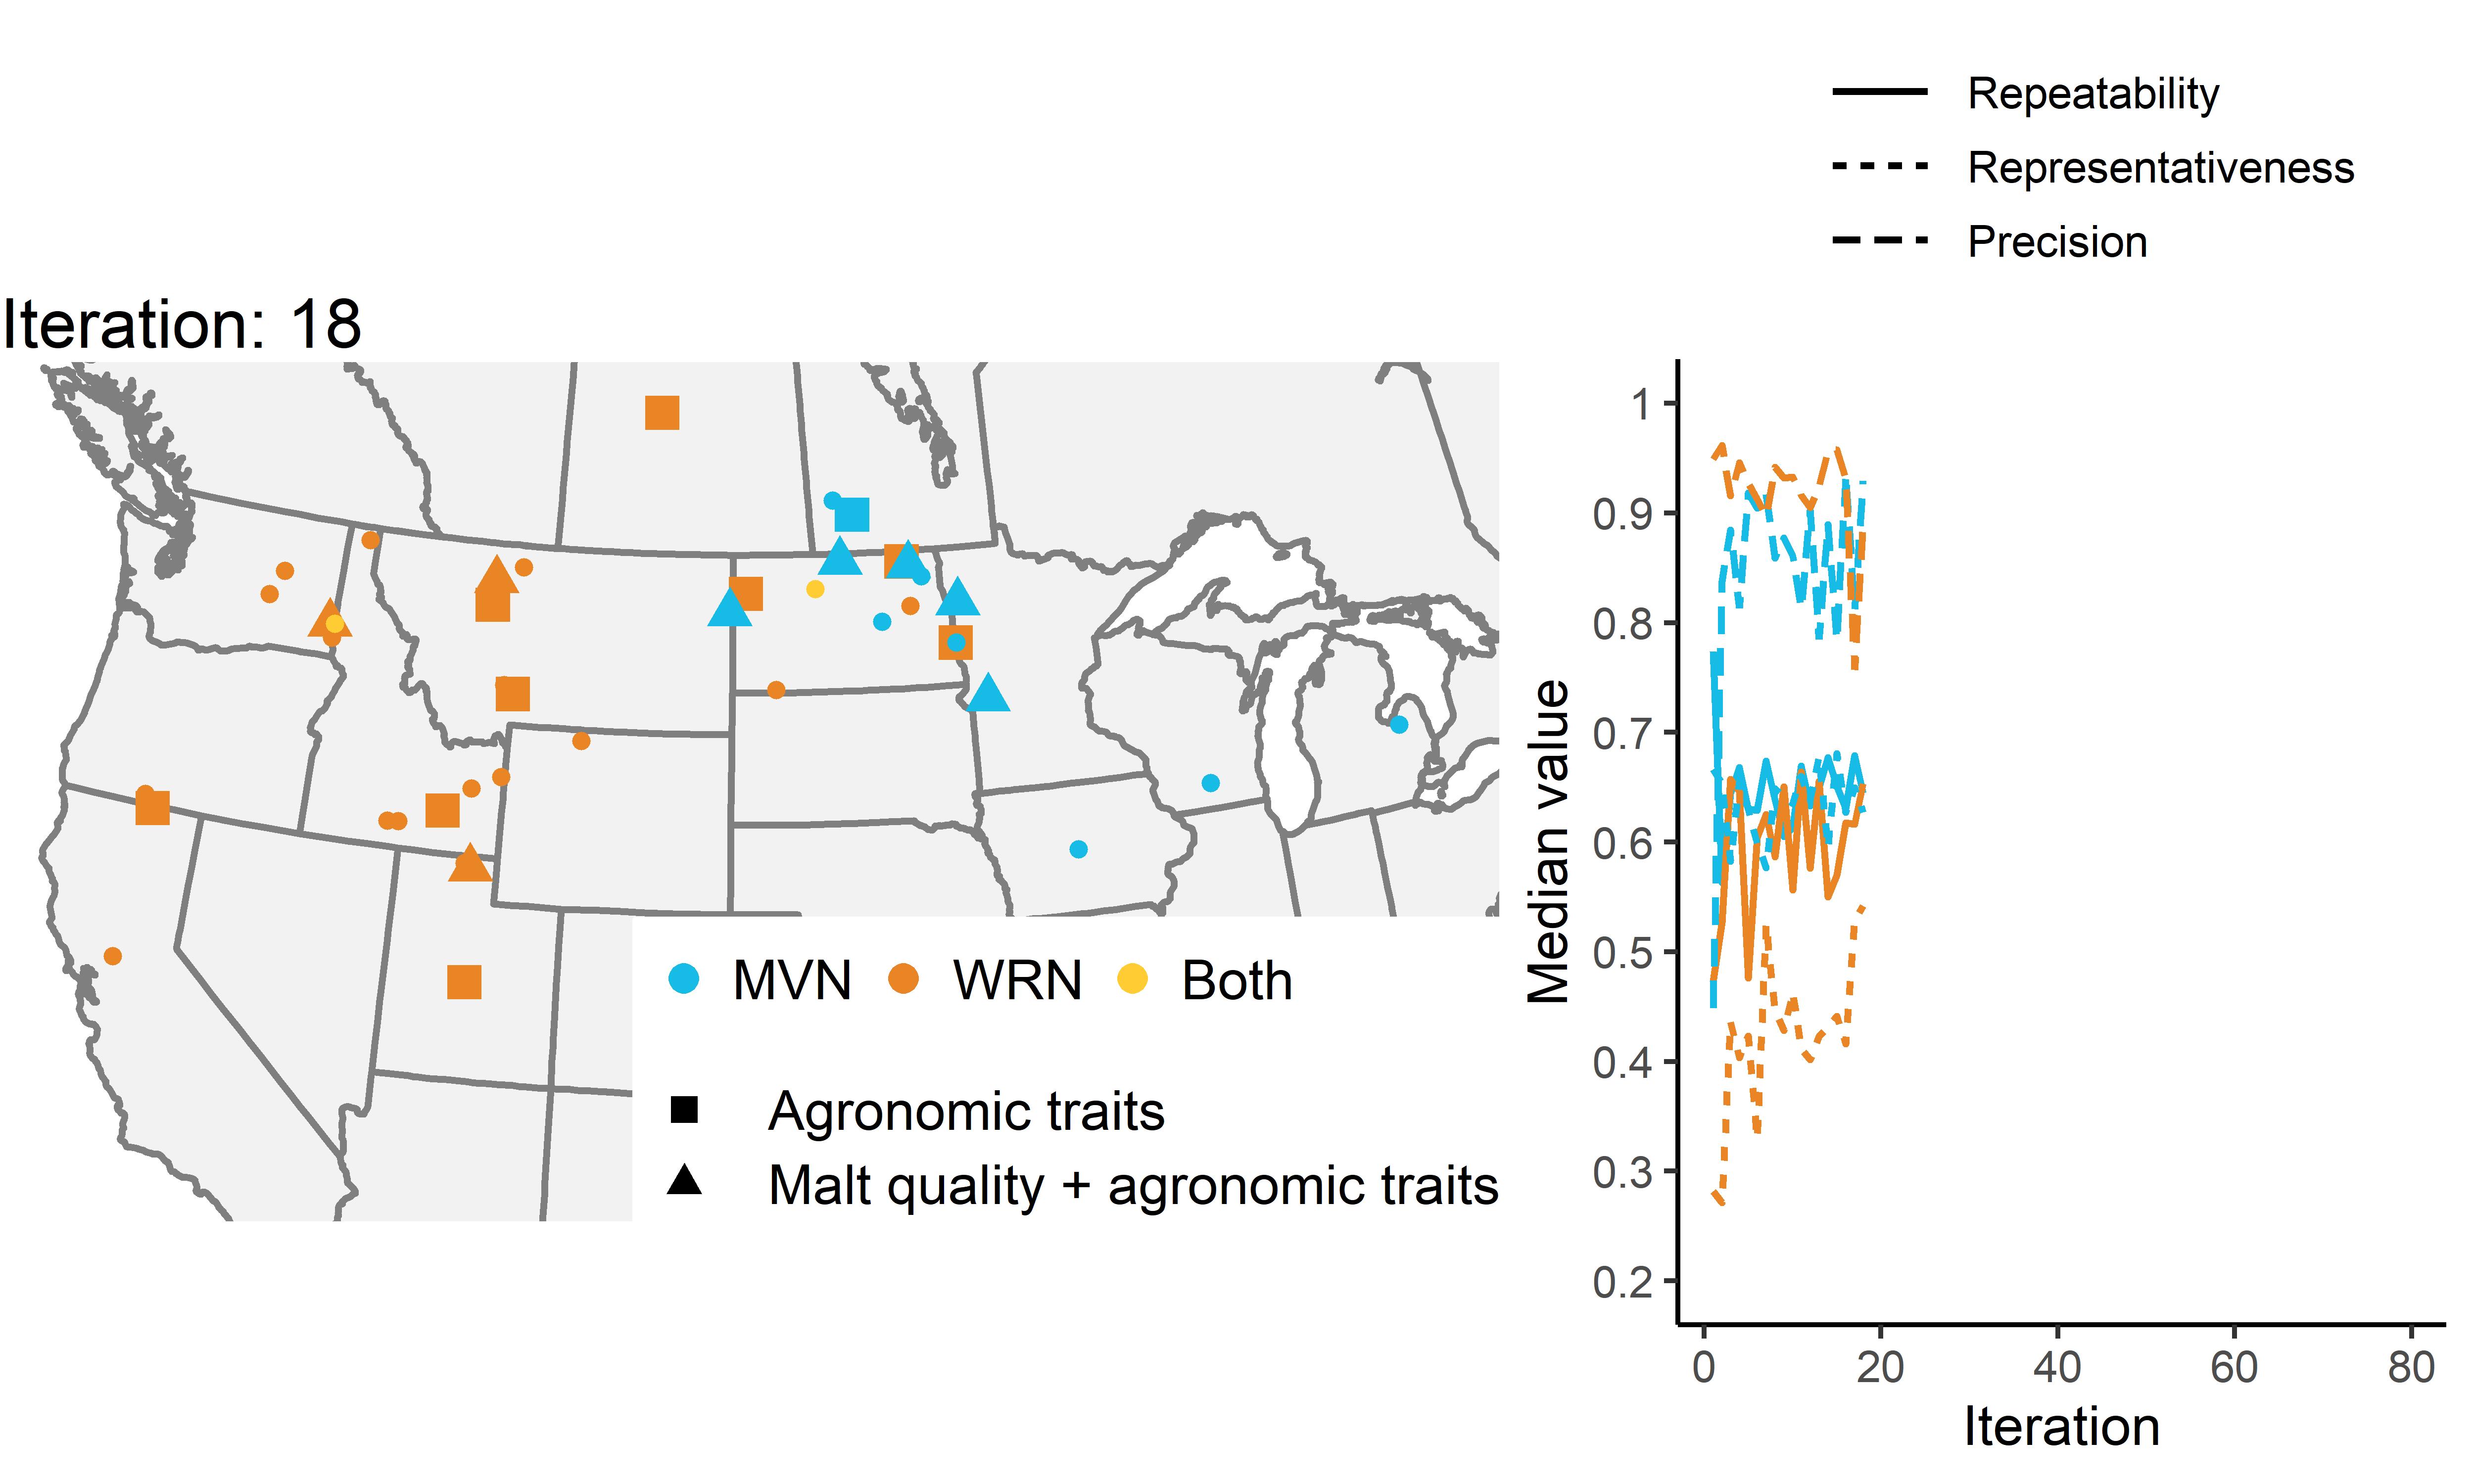 Repeatability
Representativeness
Precision
Iteration: 18
MVN WRN Both
Agronomic traits
Malt quality + agronomic traits
Median value
1
0.9
0.8
0.7
0.6
0.5
0.4
0.3
0.2
0 20 40 60 80
Iteration